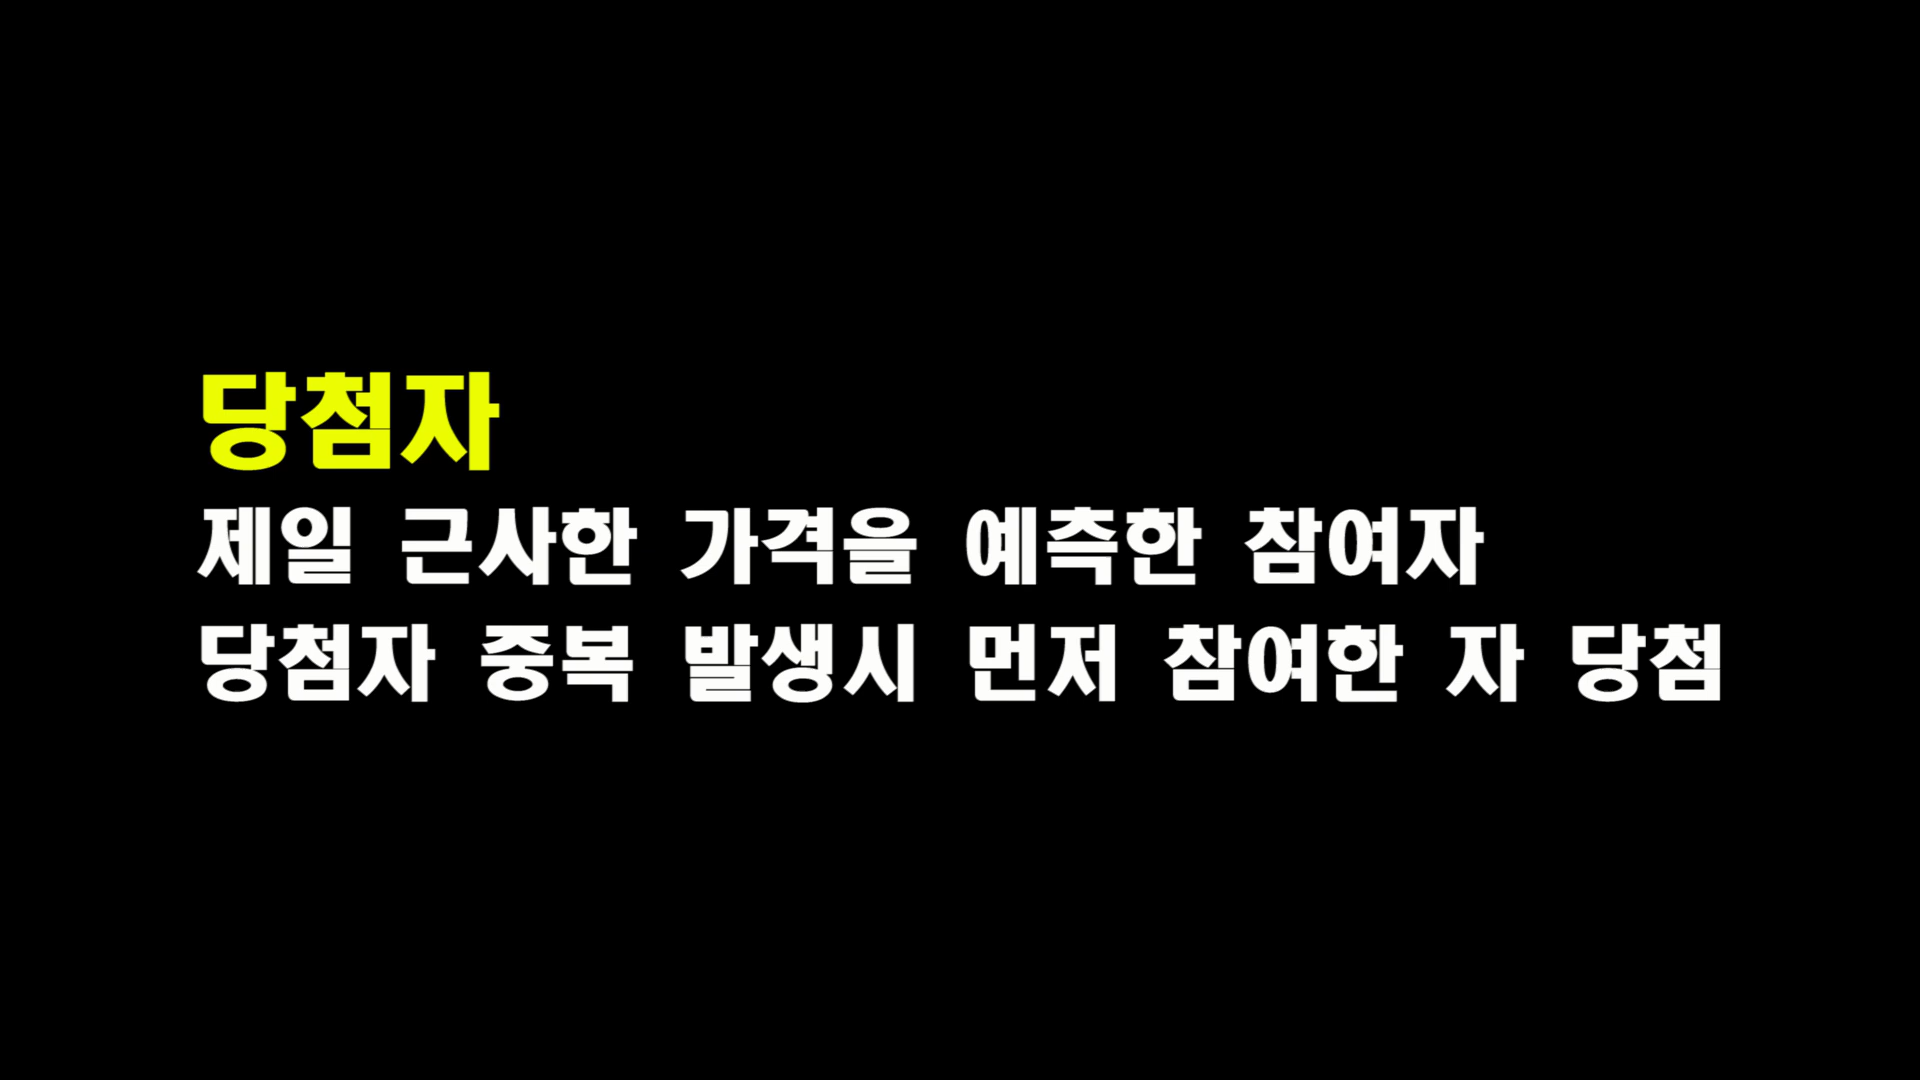 당첨자
제일 근사한 가격을 예측한 참여자
당첨자 중복 발생시 먼저 참여한 자 당첨